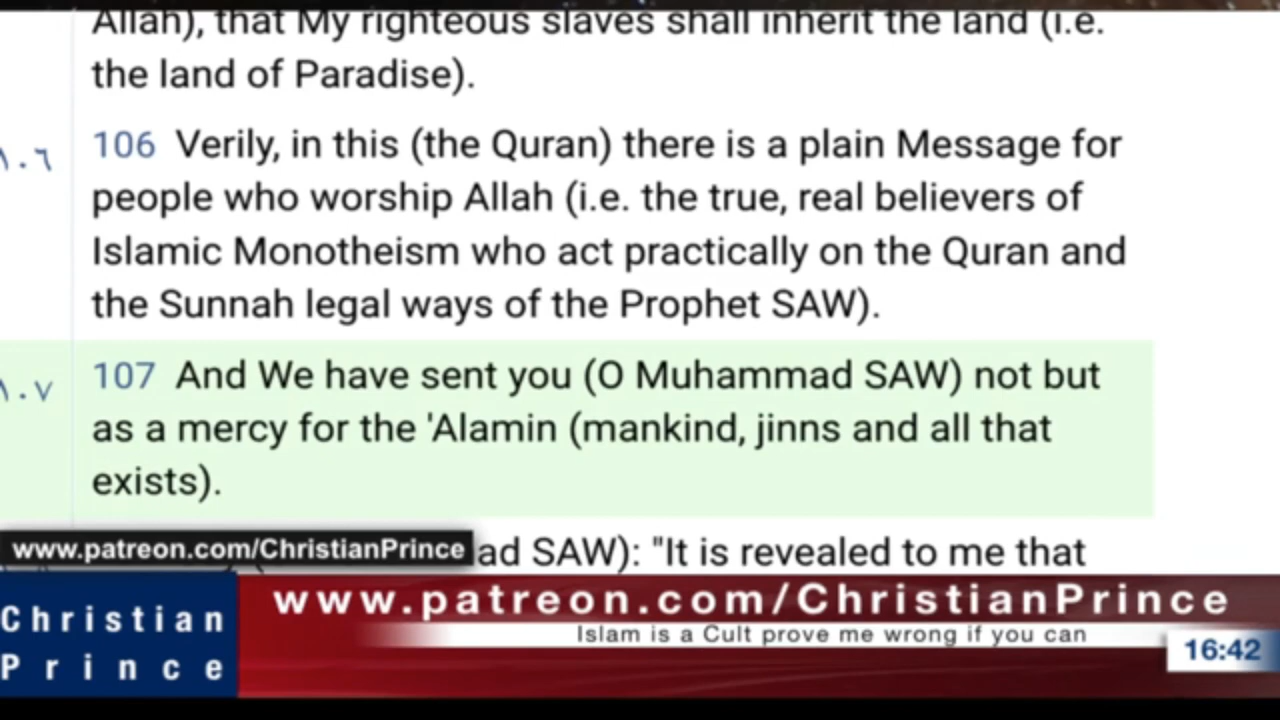 Allah), that My righteous slaves shall inherit the land (i.e.
the land of Paradise).
١٠٦ 106 Verily, in this (the Quran) there is a plain Message for
people who worship Allah (i.e. the true, real believers of
Islamic Monotheism who act practically on the Quran and
the Sunnah legal ways of the Prophet SAW).
١٠٧ 107 And We have sent you (O Muhammad SAW) not but
as a mercy for the 'Alamin (mankind, jinns and all that
exists).
www.patreon.com/ChristianPrince ad SAW): "It is revealed to me that
www.patreon.com/ChristianPrince
Christian
Prince
Islam is a Cult prove me wrong if you can
16:42